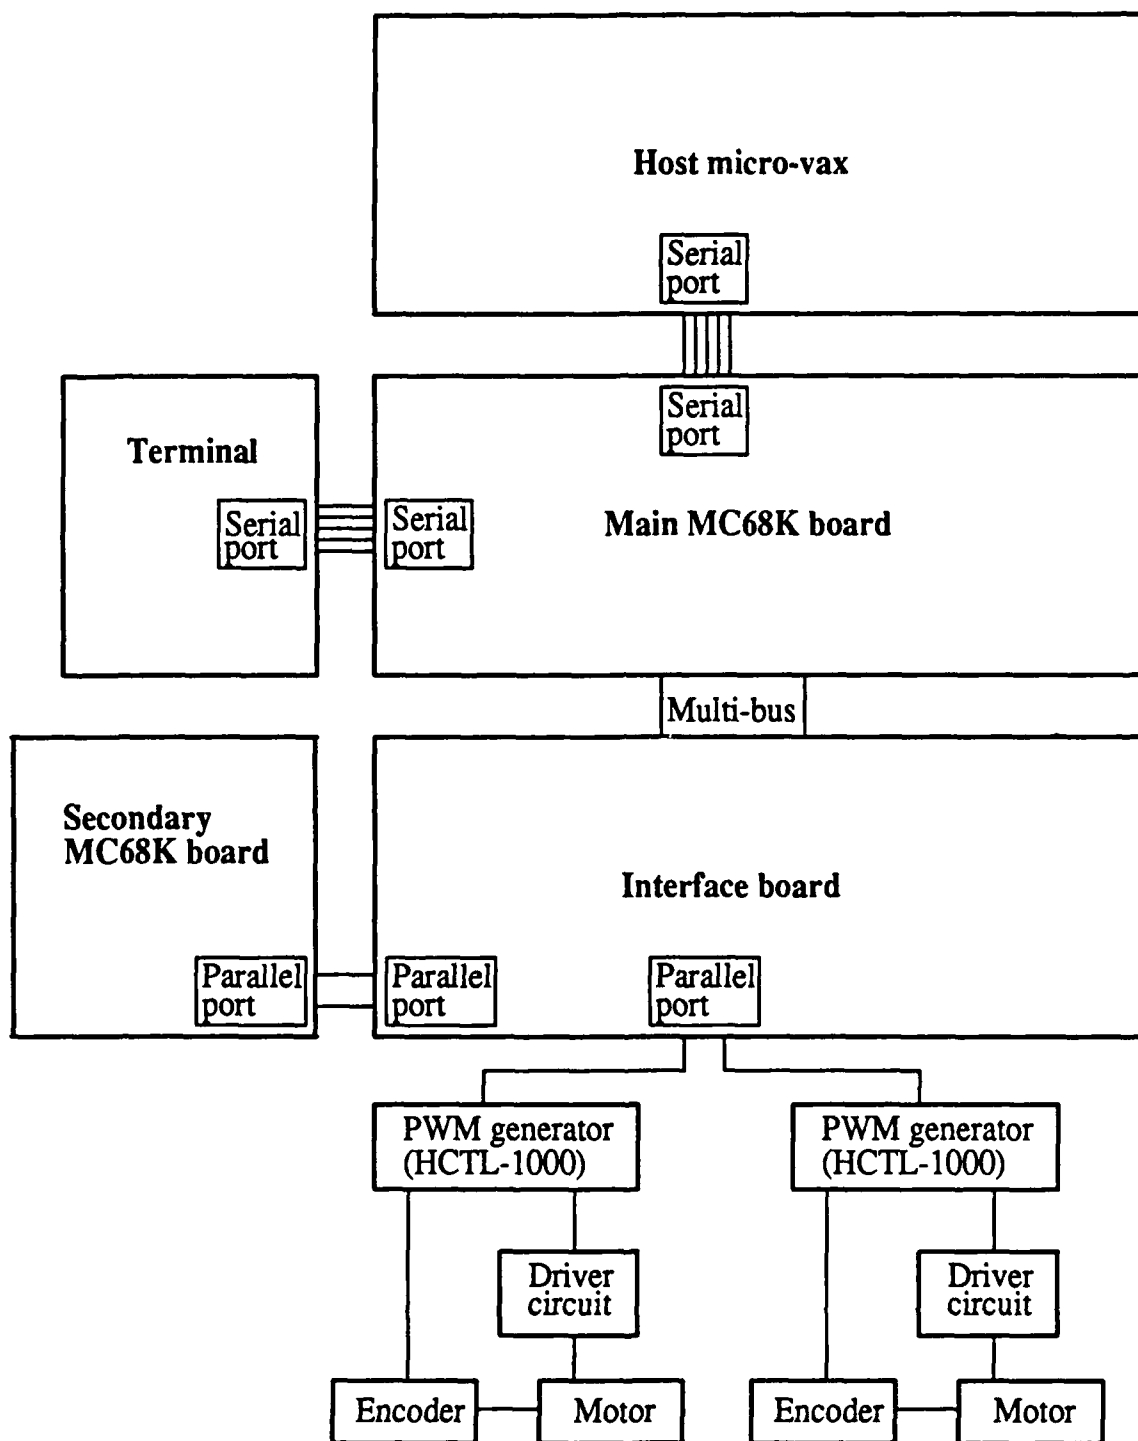 Host micro-vax
Serial
port
Serial
port
Terminal
Serial
port
Serial
port
Main MC68K board
Multi-bus
Secondary
MC68K board
Interface board
Parallel
port
Parallel
port
Parallel
port
PWM generator
(HCTL-1000)
PWM generator
(HCTL-1000)
Driver
circuit
Driver
circuit
Encoder
Motor
Encoder
Motor